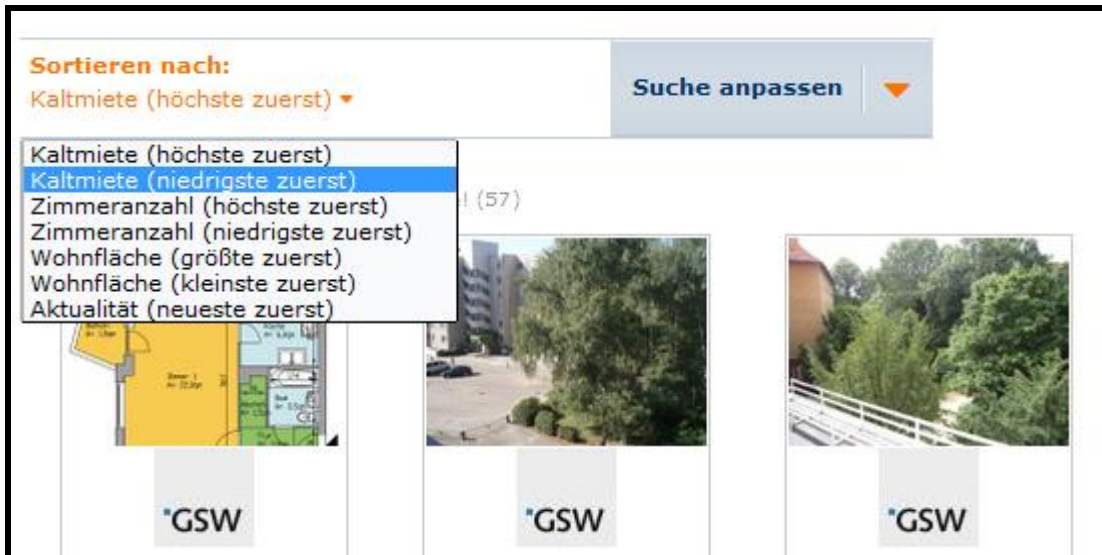 Sortieren nach:
Kaltmiete (höchste zuerst)
Suche anpassen
Kaltmiete (höchste zuerst)
Kaltmiete (niedrigste zuerst)
Zimmeranzahl (höchste zuerst)
Zimmeranzahl (niedrigste zuerst)
Wohnfläche (größte zuerst)
Wohnfläche (kleinste zuerst)
Aktualität (neueste zuerst)
(57)
GSW
GSW
GSW